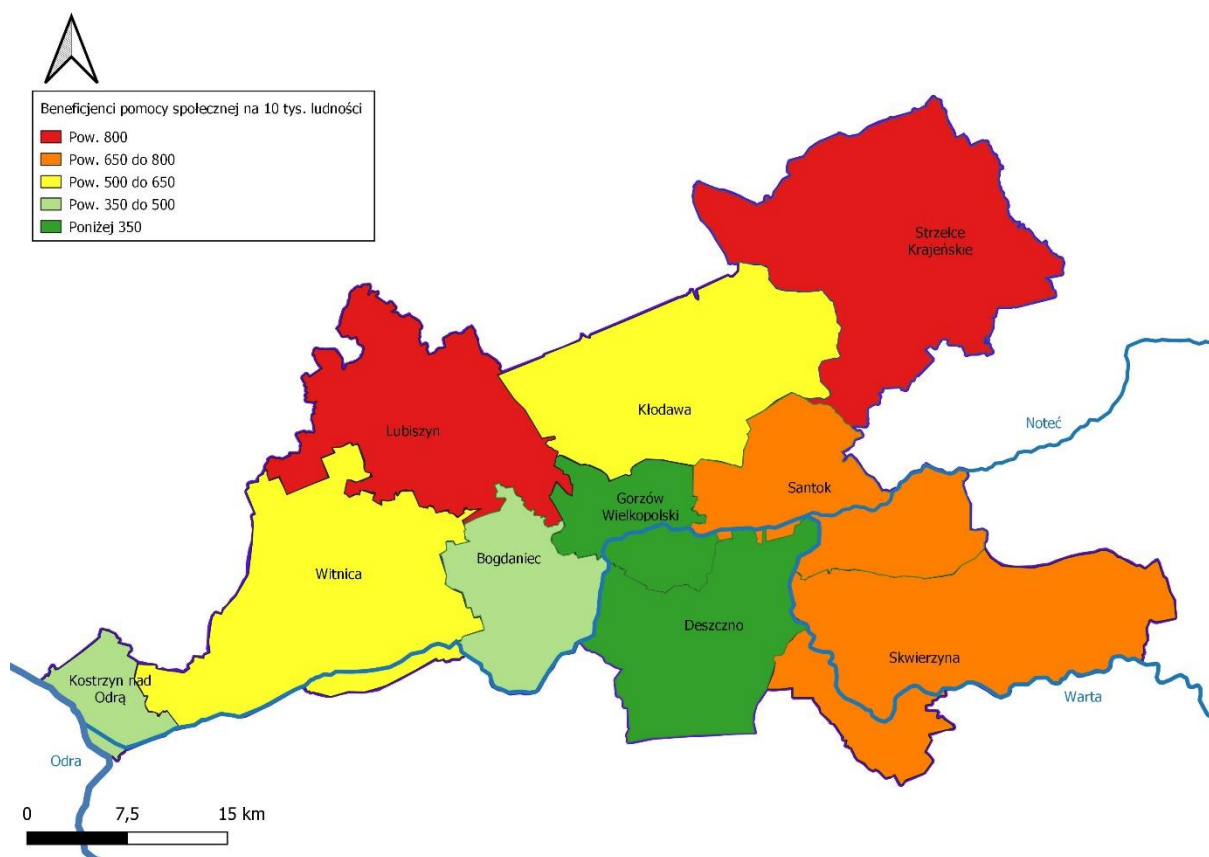 Beneficjenci pomocy społecznej na 10 tys. ludności
Pow. 800
Pow. 650 do 800
Pow. 500 do 650
Pow. 350 do 500
Poniżej 350
Strzelce
Krajeńskie
Kłodawa
Lubiszyn
Noteć
Santok
Gorzów
Wielkopolski
Bogdaniec
Witnica
Deszczno
Skwierzyna
Kostrzyn nad
Odrą
Warta
Odra
0 7,5 15 km